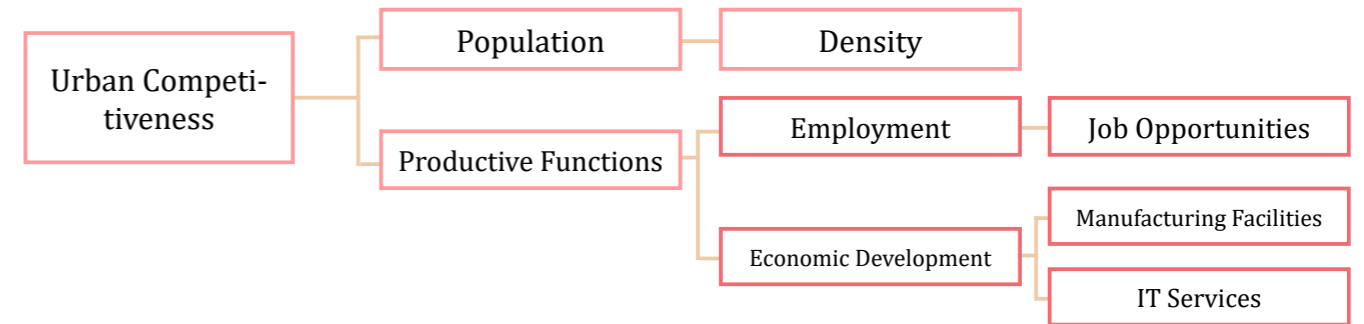 Urban Competi-
tiveness
Population
Density
Productive Functions
Employment
Job Opportunities
Economic Development
Manufacturing Facilities
IT Services